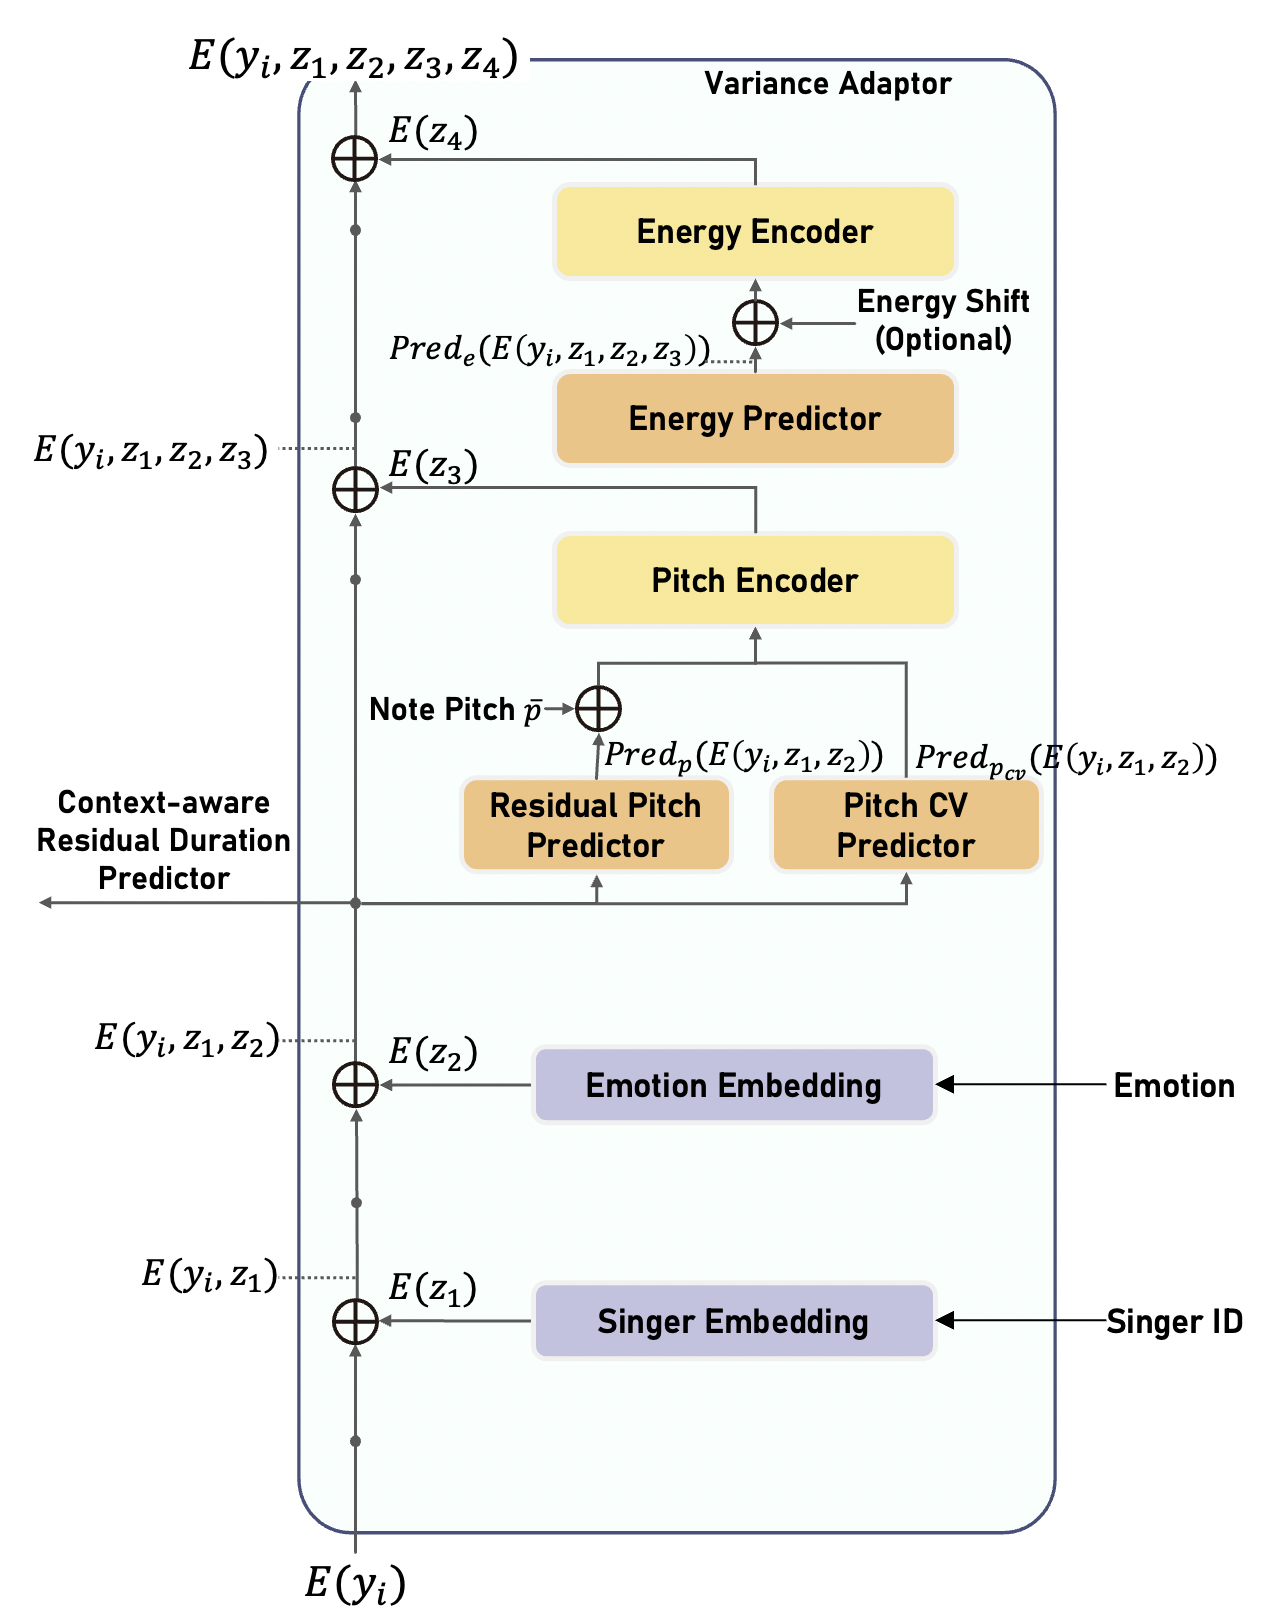 E(y_i, z_1, z_2, z_3, z_4)
Variance Adaptor
E(z_4)
Energy Encoder
Energy Shift
(Optional)
Pred_e(E(y_i, z_1, z_2, z_3))
Energy Predictor
E(y_i, z_1, z_2, z_3)
E(z_3)
Pitch Encoder
Note Pitch p̄
Pred_p(E(y_i, z_1, z_2))
Pred_{p_{cv}}(E(y_i, z_1, z_2))
Residual Pitch
Predictor
Pitch CV
Predictor
Context-aware
Residual Duration
Predictor
E(y_i, z_1, z_2)
E(z_2)
Emotion Embedding
Emotion
E(y_i, z_1)
E(z_1)
Singer Embedding
Singer ID
E(y_i)